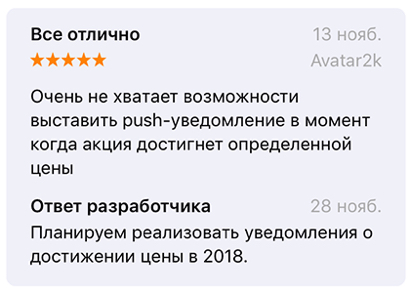 Все отлично 13 нояб.
Avatar2k
Очень не хватает возможности
выставить push-уведомление в момент
когда акция достигнет определенной
цены
Ответ разработчика 28 нояб.
Планируем реализовать уведомления о
достижении цены в 2018.